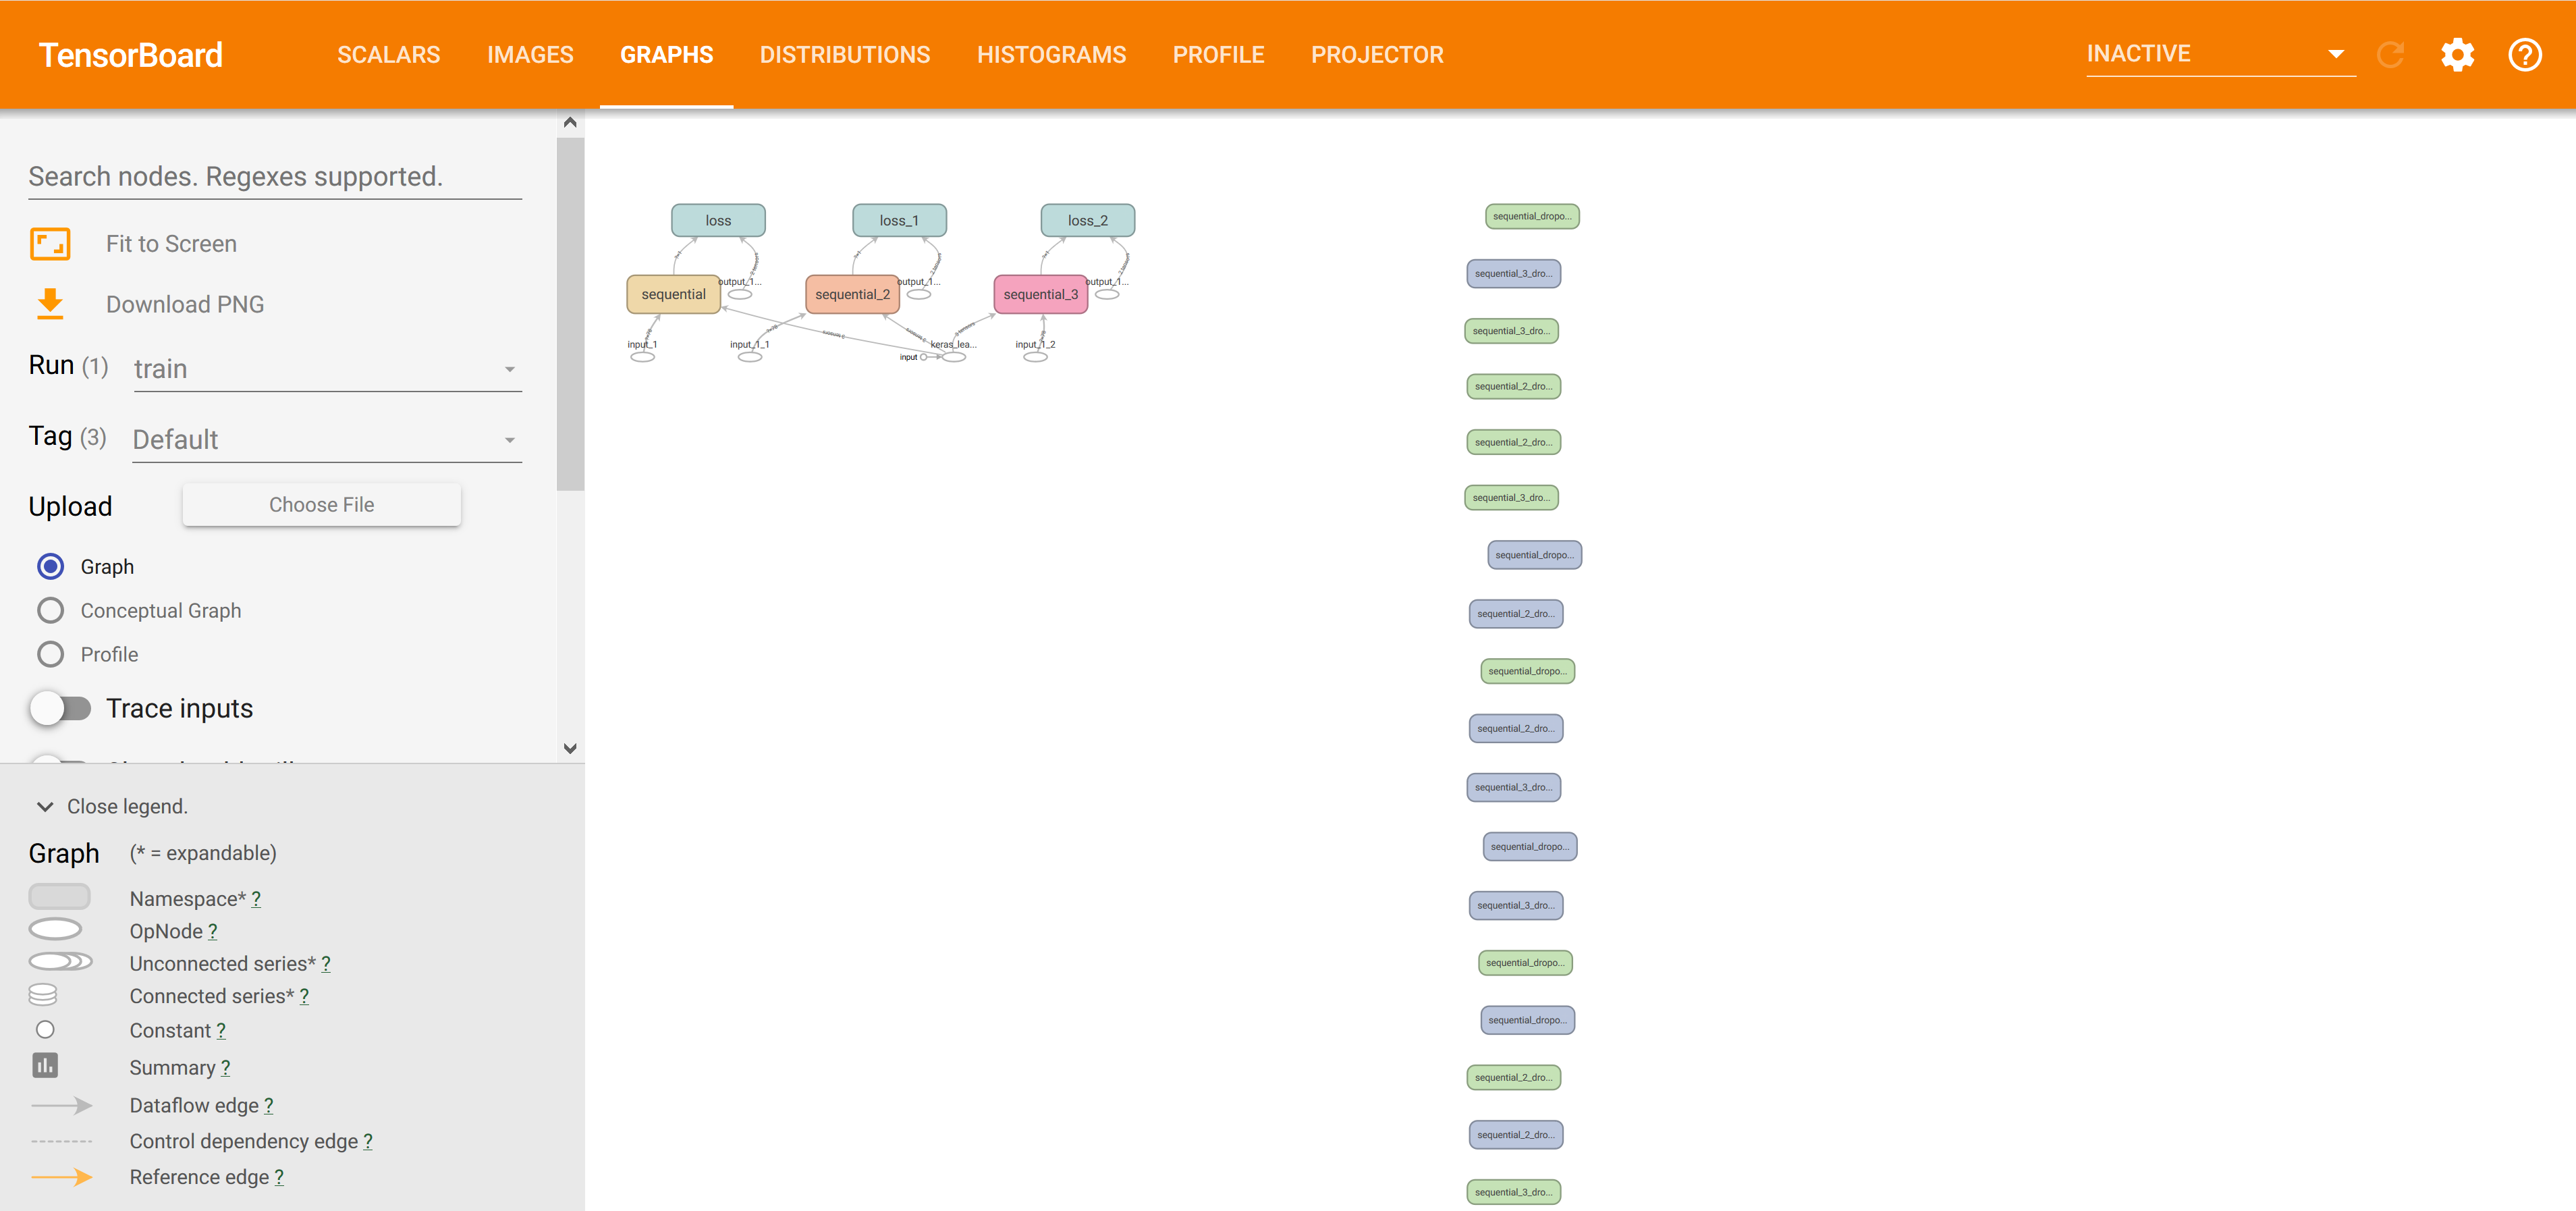 TensorBoard
SCALARS IMAGES GRAPHS DISTRIBUTIONS HISTOGRAMS PROFILE PROJECTOR
INACTIVE
Search nodes. Regexes supported.
Fit to Screen
Download PNG
Run (1) train
Tag (3) Default
Upload Choose File
Graph
Conceptual Graph
Profile
Trace inputs
Close legend.
Graph (* = expandable)
Namespace* ?
OpNode ?
Unconnected series* ?
Connected series* ?
Constant ?
Summary ?
Dataflow edge ?
Control dependency edge ?
Reference edge ?
loss loss_1 loss_2
output_1... output_1... output_1...
sequential sequential_2 sequential_3
input_1 input_1_1 keras_lea... input_1_2
input
sequential_dropo...
sequential_3_dro...
sequential_3_dro...
sequential_2_dro...
sequential_2_dro...
sequential_3_dro...
sequential_dropo...
sequential_2_dro...
sequential_dropo...
sequential_2_dro...
sequential_3_dro...
sequential_dropo...
sequential_3_dro...
sequential_dropo...
sequential_dropo...
sequential_2_dro...
sequential_2_dro...
sequential_3_dro...